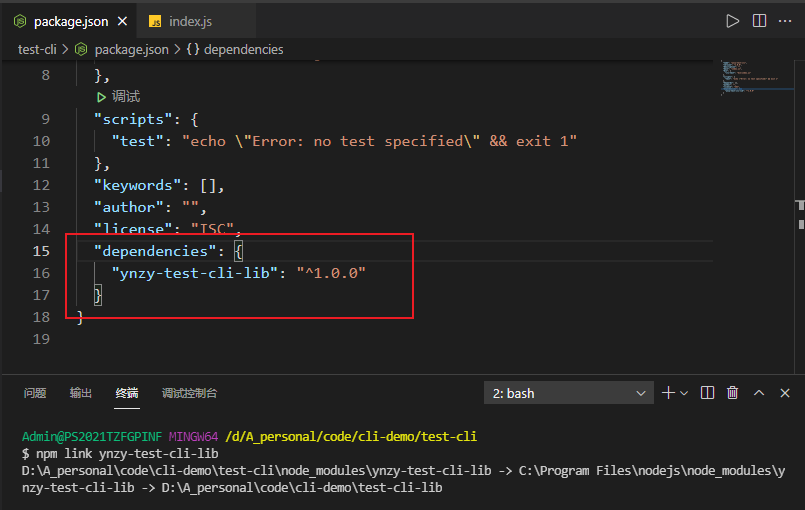 package.json
JS index.js
test-cli > package.json > { } dependencies
8 },
调试
9 "scripts": {
10 "test": "echo \"Error: no test specified\" && exit 1"
11 },
12 "keywords": [],
13 "author": "",
14 "license": "ISC",
15 "dependencies": {
16 "ynzy-test-cli-lib": "^1.0.0"
17 }
18 }
19
问题 输出 终端 调试控制台 2: bash
Admin@PS2021TZFGPINF MINGW64 /d/A_personal/code/cli-demo/test-cli
$ npm link ynzy-test-cli-lib
D:\A_personal\code\cli-demo\test-cli\node_modules\ynzy-test-cli-lib -> C:\Program Files\nodejs\node_modules\y
nzy-test-cli-lib -> D:\A_personal\code\cli-demo\test-cli-lib